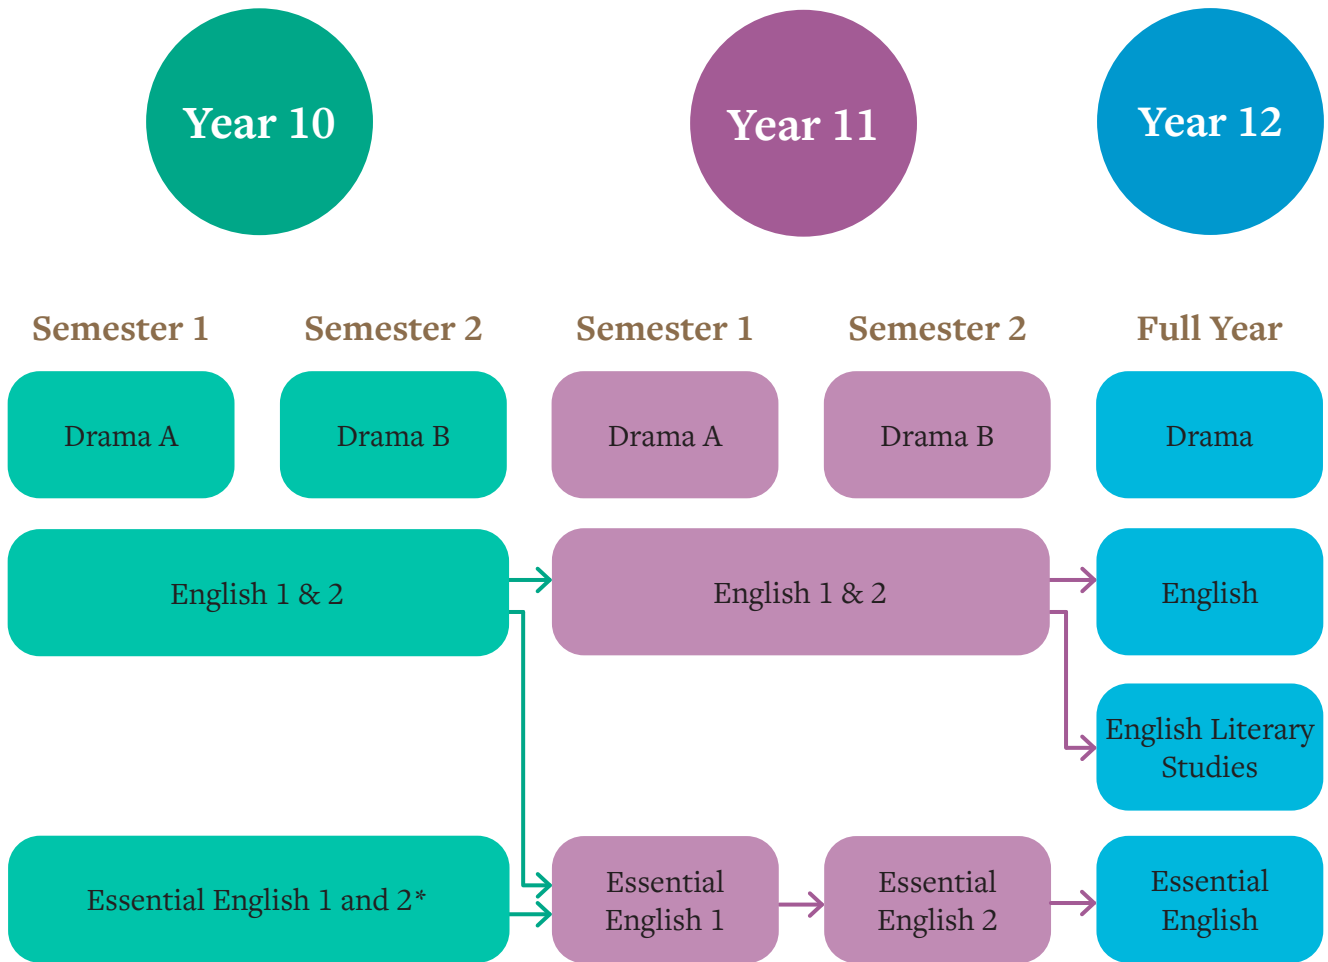 Year 10
Year 11
Year 12
Semester 1
Semester 2
Semester 1
Semester 2
Full Year
Drama A
Drama B
Drama A
Drama B
Drama
English 1 & 2
English 1 & 2
English
English Literary
Studies
Essential English 1 and 2*
Essential
English 1
Essential
English 2
Essential
English